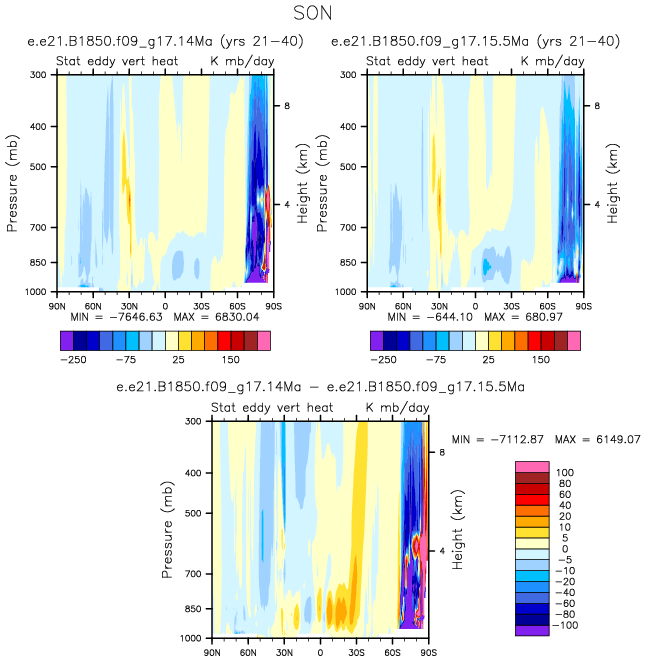 SON
e.e21.B1850.f09_g17.14Ma (yrs 21-40)
Stat eddy vert heat K mb/day
300
400
500
700
850
1000
Pressure (mb)
8
4
Height (km)
90N 60N 30N 0 30S 60S 90S
MIN = -7646.63 MAX = 6830.04
-250 -75 25 150
e.e21.B1850.f09_g17.15.5Ma (yrs 21-40)
Stat eddy vert heat K mb/day
300
400
500
700
850
1000
Pressure (mb)
8
4
Height (km)
90N 60N 30N 0 30S 60S 90S
MIN = -644.10 MAX = 680.97
-250 -75 25 150
e.e21.B1850.f09_g17.14Ma - e.e21.B1850.f09_g17.15.5Ma
Stat eddy vert heat K mb/day
300
400
500
700
850
1000
Pressure (mb)
8
4
Height (km)
90N 60N 30N 0 30S 60S 90S
MIN = -7112.87 MAX = 6149.07
100
80
60
40
20
10
5
0
-5
-10
-20
-40
-60
-80
-100